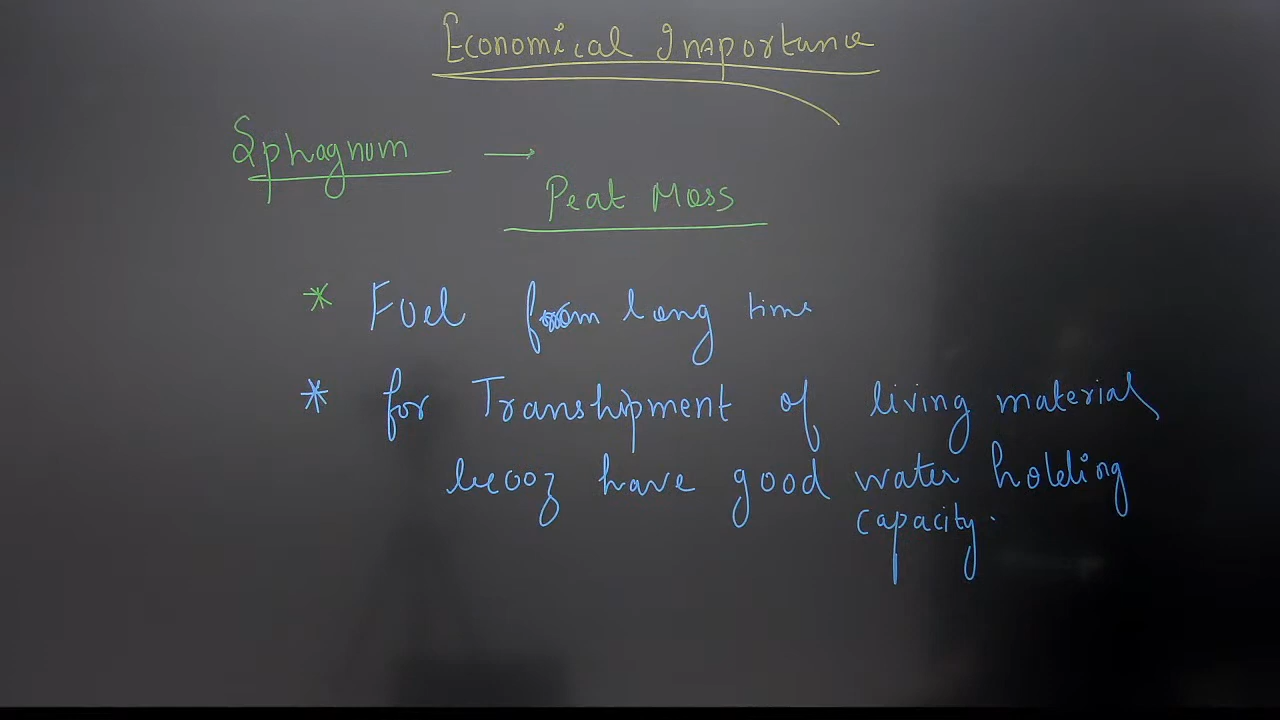 Economical Importance
Sphagnum →
Peat Moss
* Fuel from long time
* for Transhipment of living material
becooz have good water holding
capacity.